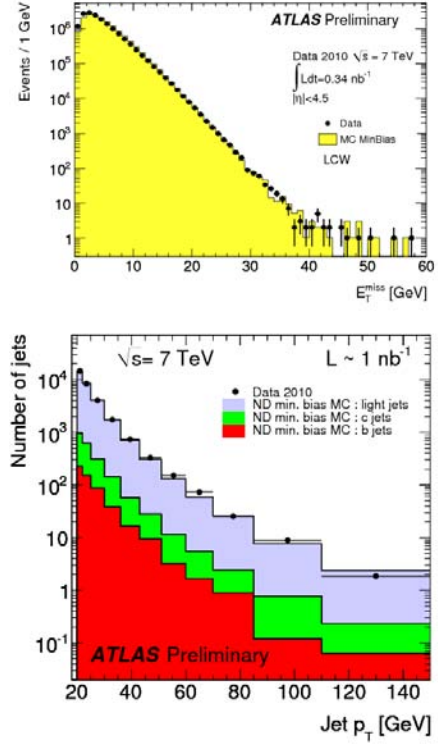 Events / 1 GeV
10⁶
10⁵
10⁴
10³
10²
10
1
ATLAS Preliminary
Data 2010 √s = 7 TeV
∫Ldt=0.34 nb⁻¹
|η|<4.5
Data
MC MinBias
LCW
0 10 20 30 40 50 60
E_T^miss [GeV]
√s= 7 TeV L ~ 1 nb⁻¹
Number of jets
10⁴
10³
10²
10
1
10⁻¹
Data 2010
ND min. bias MC : light jets
ND min. bias MC : c jets
ND min. bias MC : b jets
ATLAS Preliminary
20 40 60 80 100 120 140
Jet p_T [GeV]